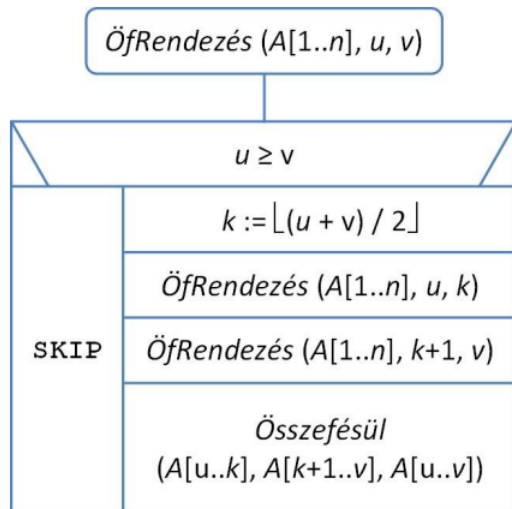 ÖfRendezés (A[1..n], u, v)
u ≥ v
k := ⌊(u + v) / 2⌋
ÖfRendezés (A[1..n], u, k)
SKIP
ÖfRendezés (A[1..n], k+1, v)
Összefésül
(A[u..k], A[k+1..v], A[u..v])